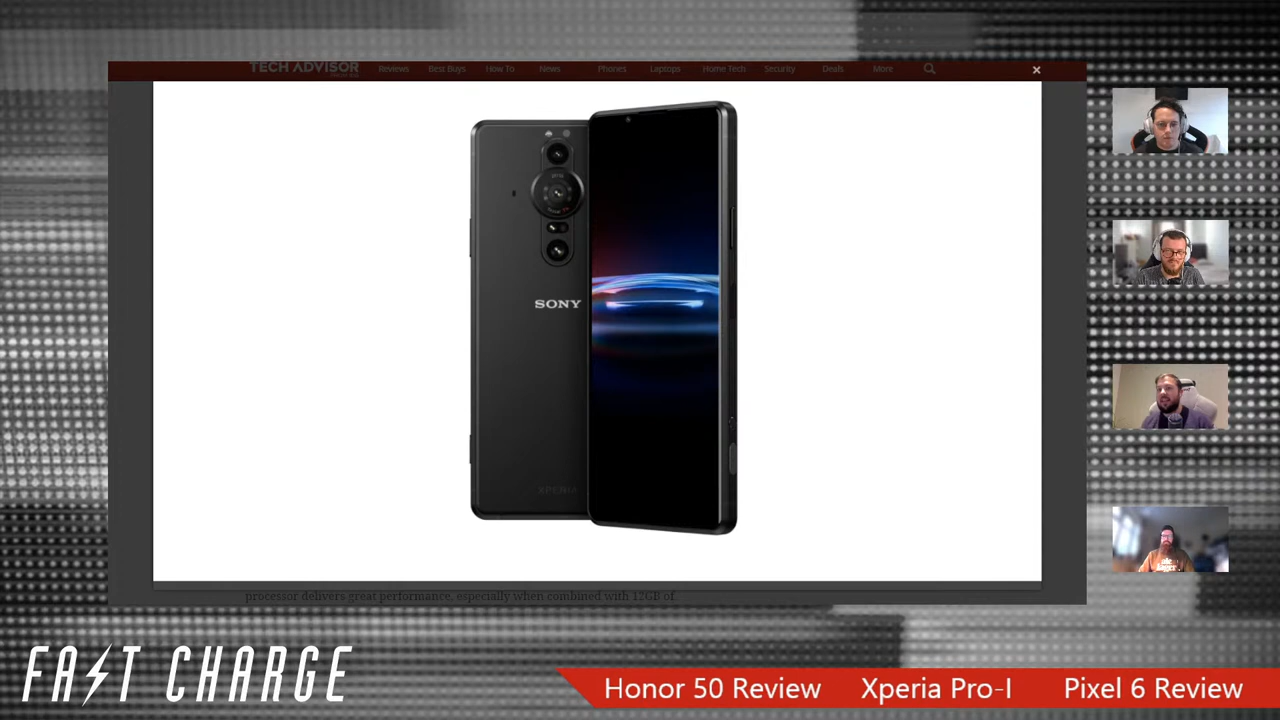 TECH ADVISOR
Reviews Best Buys How To News Phones Laptops Home Tech Security Deals More
×
SONY
XPERIA
processor delivers great performance, especially when combined with 12GB of
FAST CHARGE
Honor 50 Review Xperia Pro-I Pixel 6 Review